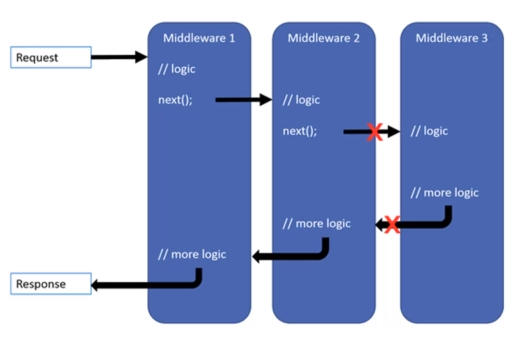 Middleware 1
Middleware 2
Middleware 3
Request
// logic
next();
// logic
next();
// logic
// more logic
// more logic
// more logic
Response